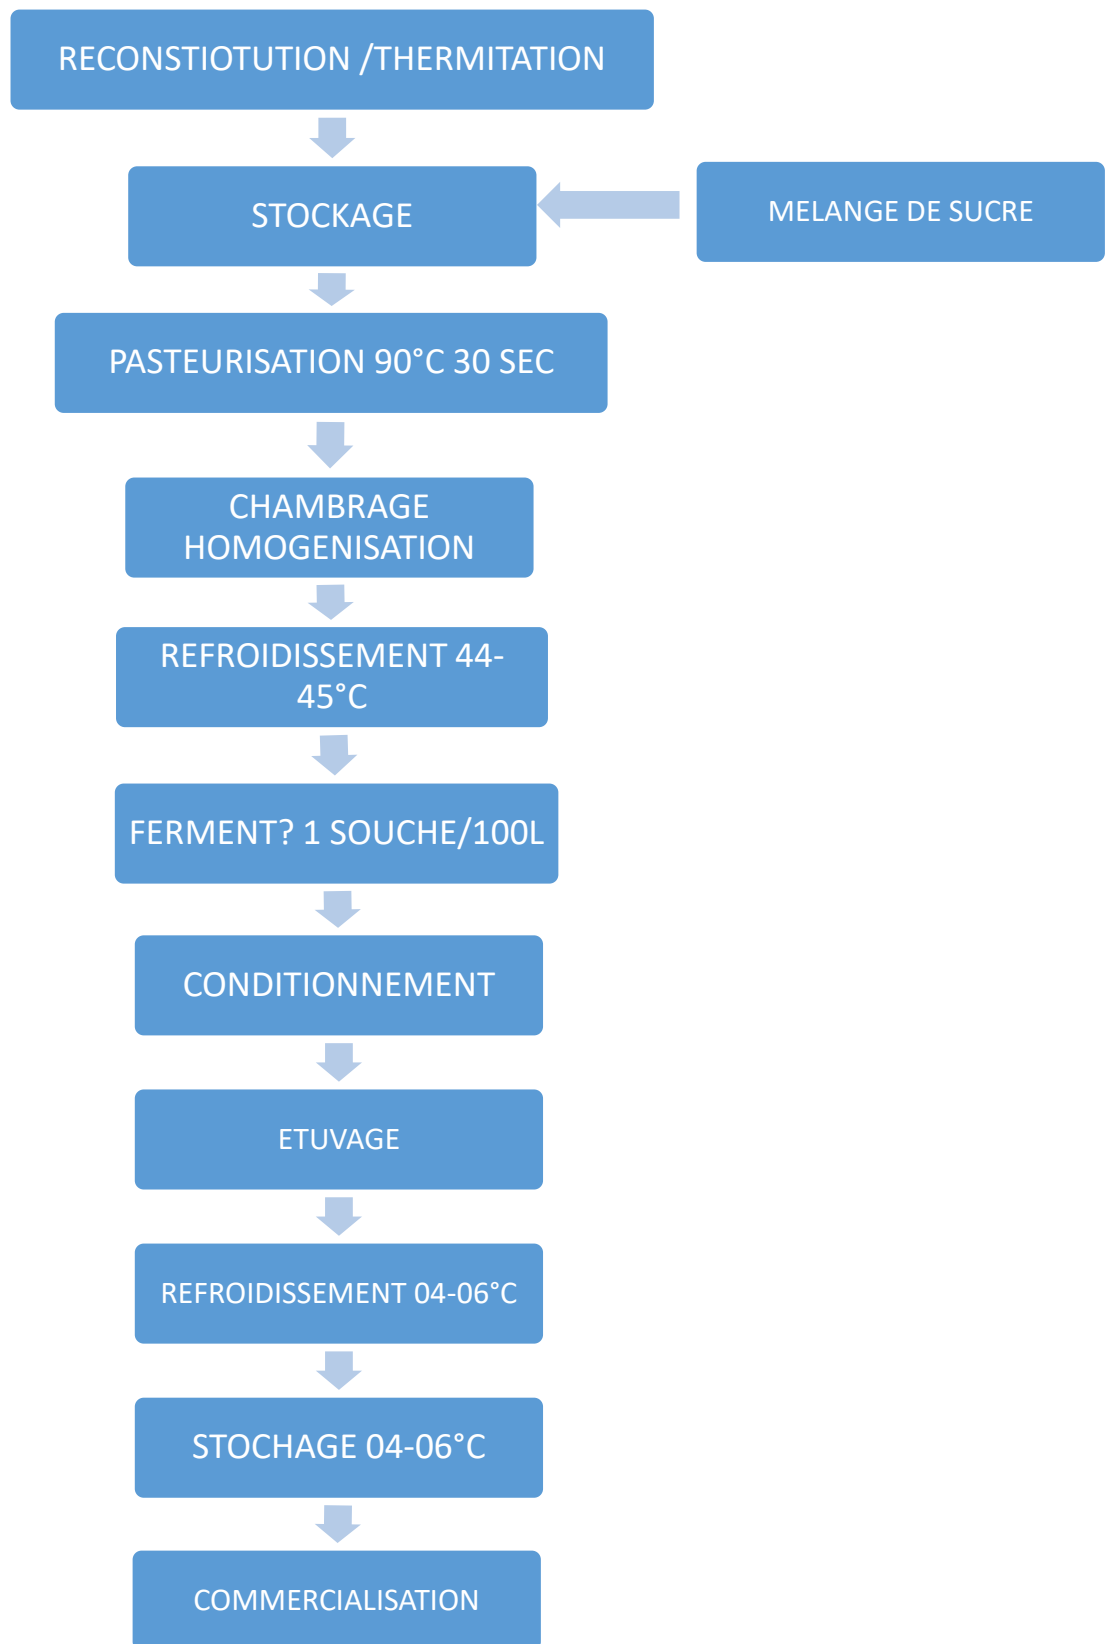 RECONSTIOTUTION /THERMITATION
STOCKAGE
MELANGE DE SUCRE
PASTEURISATION 90°C 30 SEC
CHAMBRAGE
HOMOGENISATION
REFROIDISSEMENT 44-
45°C
FERMENT? 1 SOUCHE/100L
CONDITIONNEMENT
ETUVAGE
REFROIDISSEMENT 04-06°C
STOCHAGE 04-06°C
COMMERCIALISATION